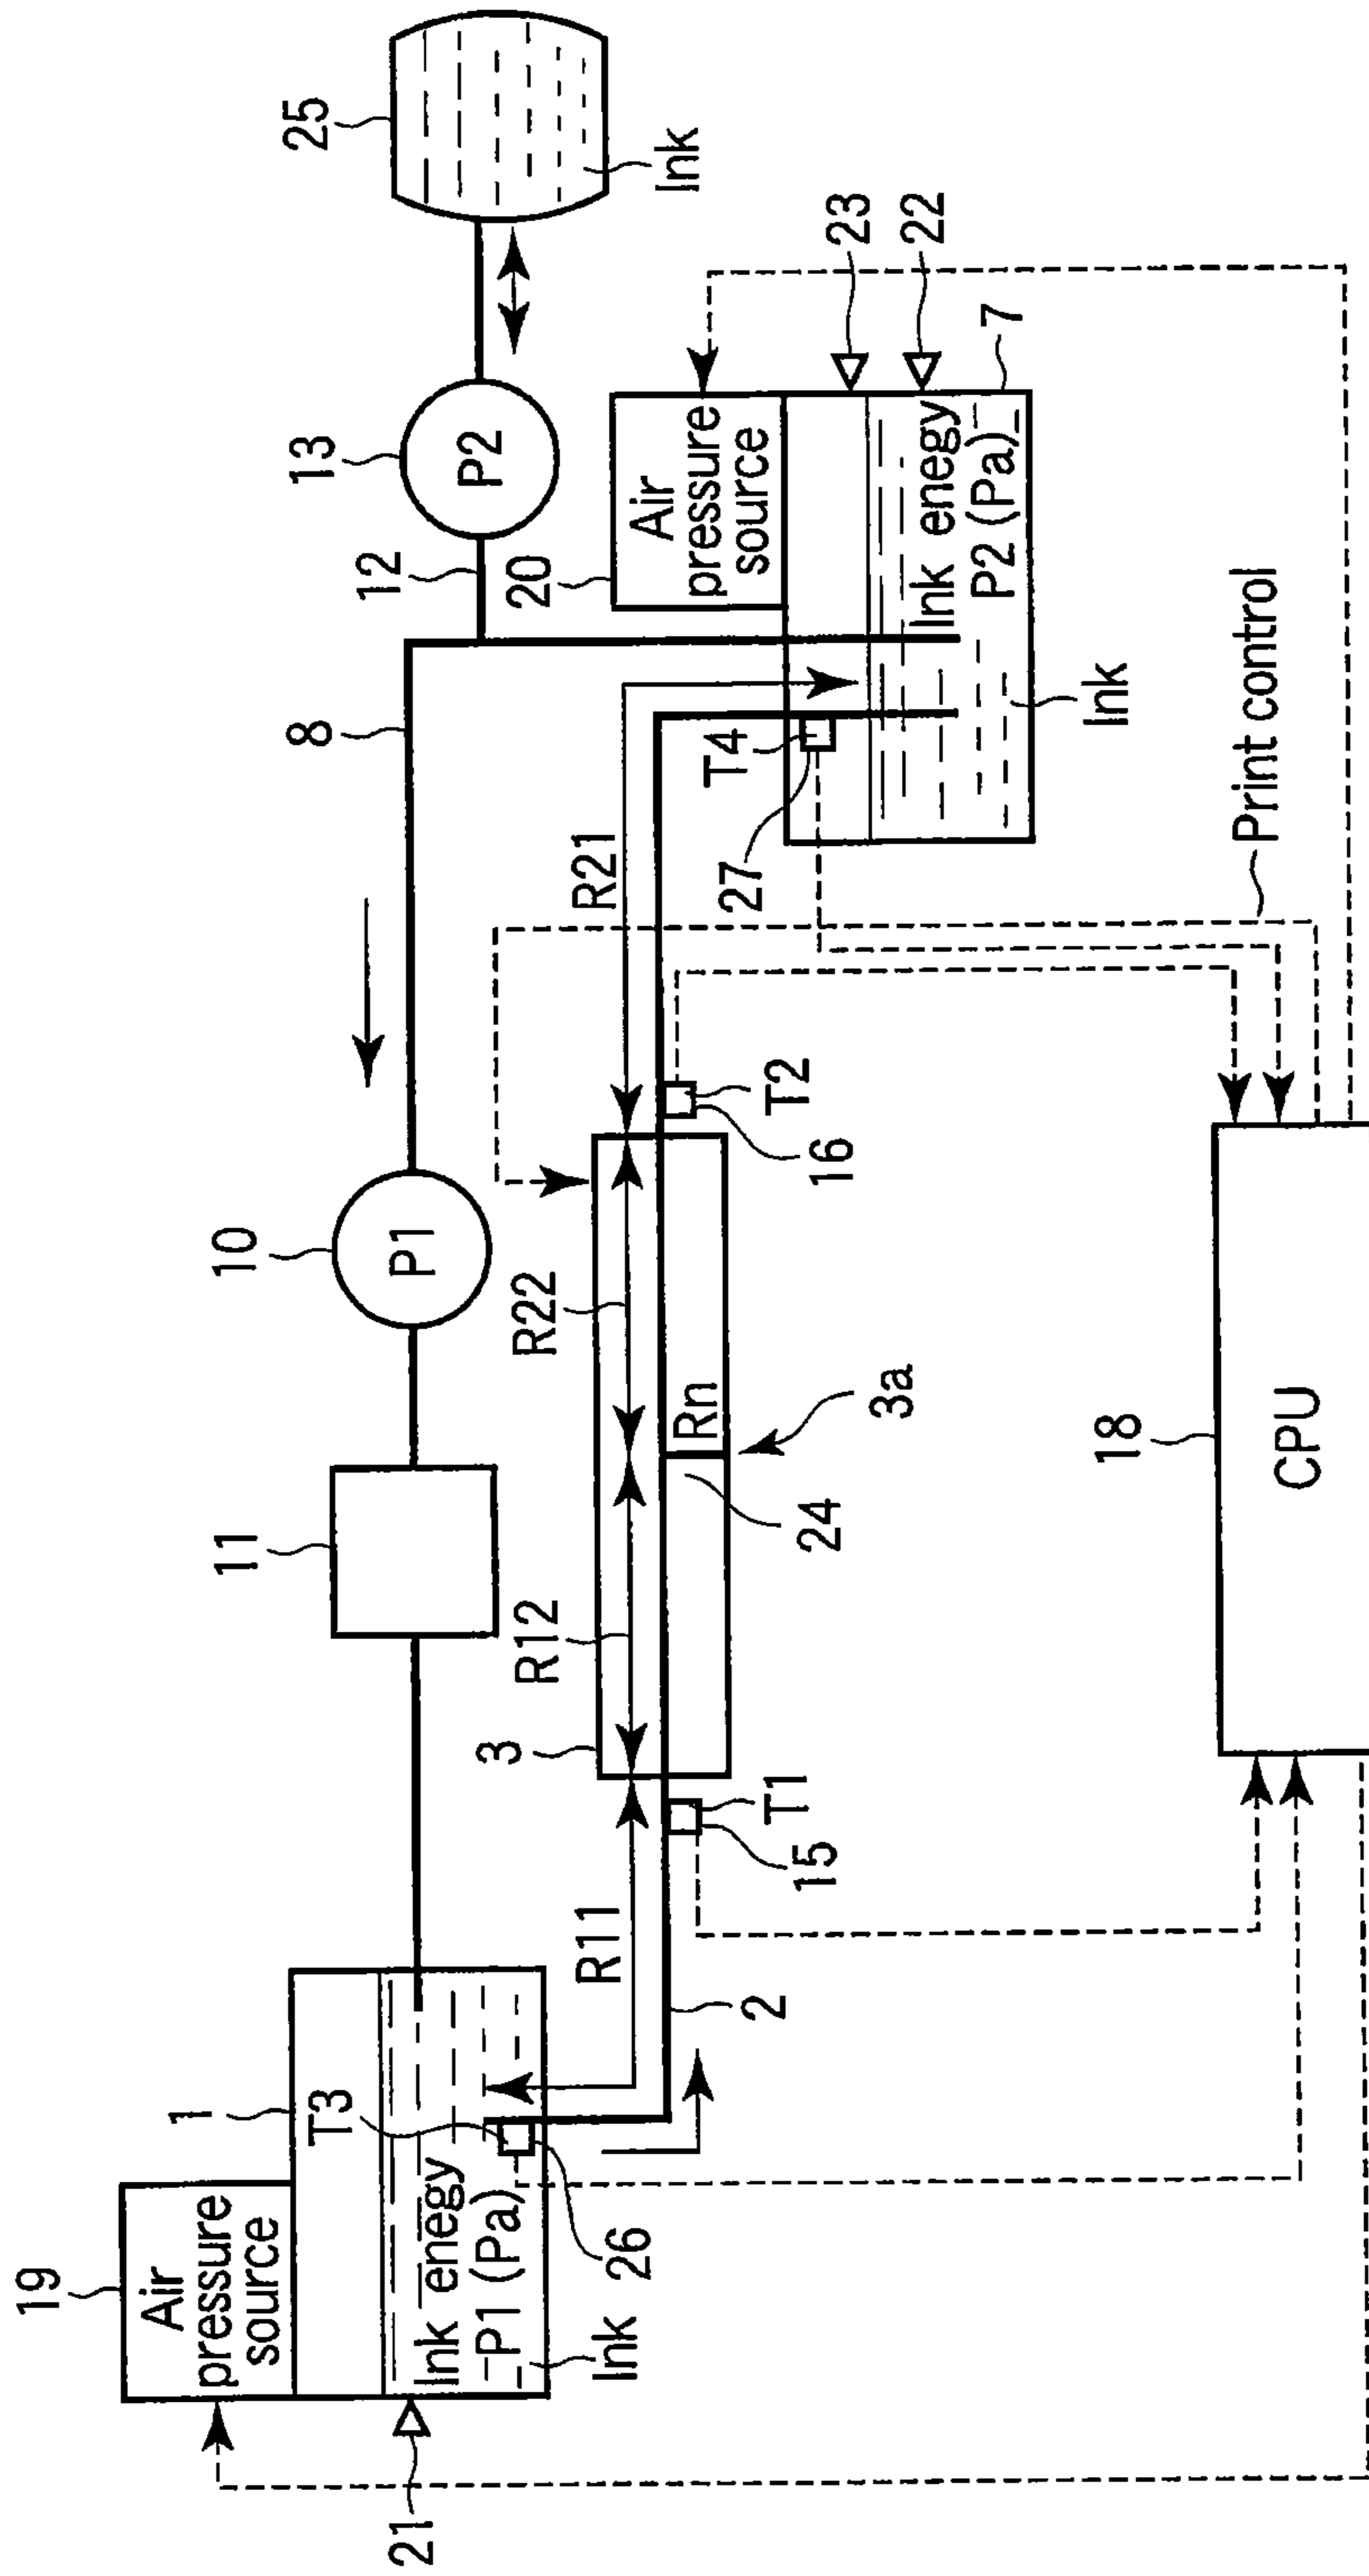 19
Air
pressure
source
1
T3
21
Ink enegy
P1 (Pa)
Ink
26
11
10
P1
8
12
13
P2
25
Ink
3
R11
R12
R22
R21
2
15
T1
24
Rn
3a
16
T2
20
Air
pressure
source
23
22
7
T4
27
Ink enegy
P2 (Pa)
Ink
Print control
18
CPU